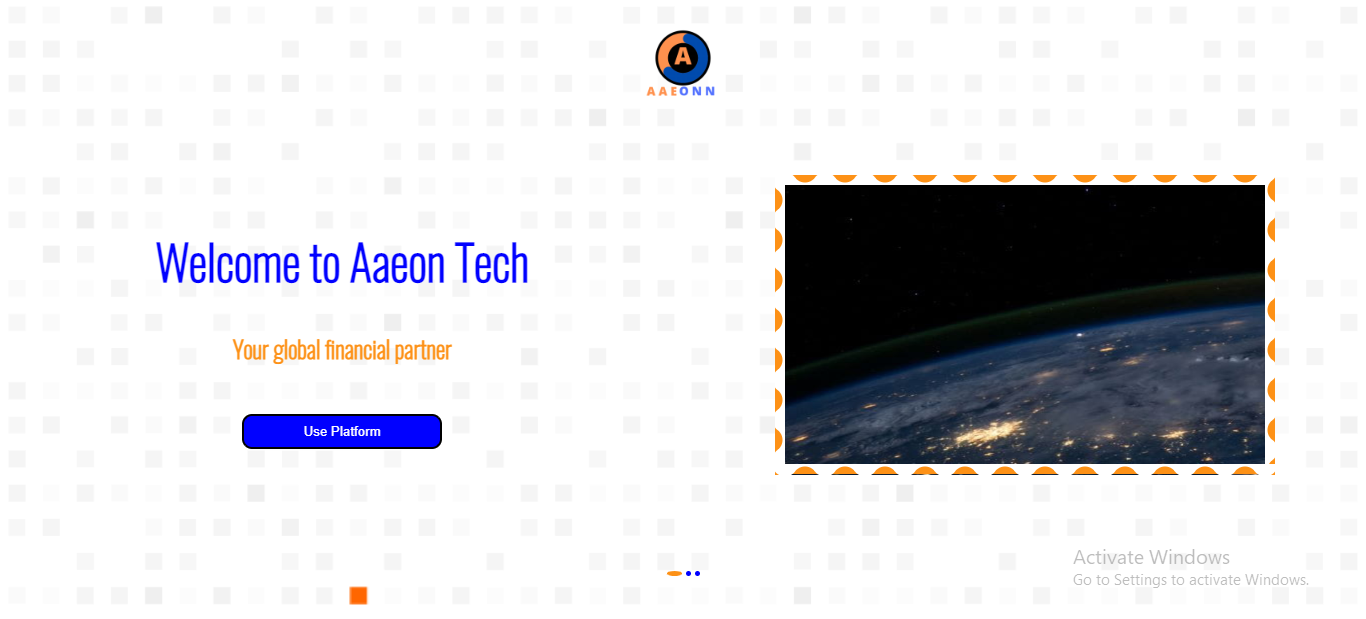 A
AAEONN
Welcome to Aaeon Tech
Your global financial partner
Use Platform
Activate Windows
Go to Settings to activate Windows.